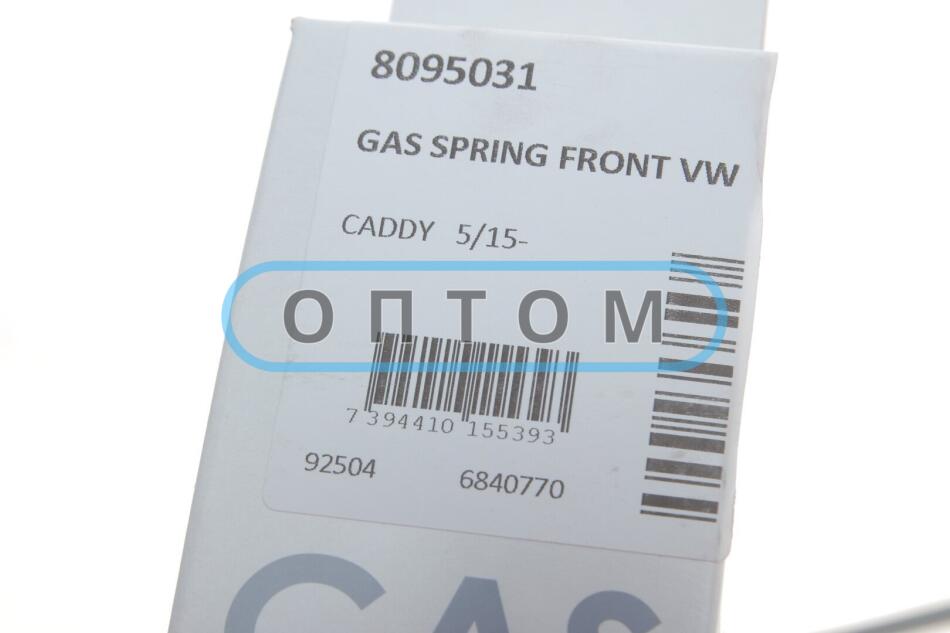 8095031
GAS SPRING FRONT VW
CADDY 5/15-
ОПТОМ
7 394410 155393
92504 6840770
GAS